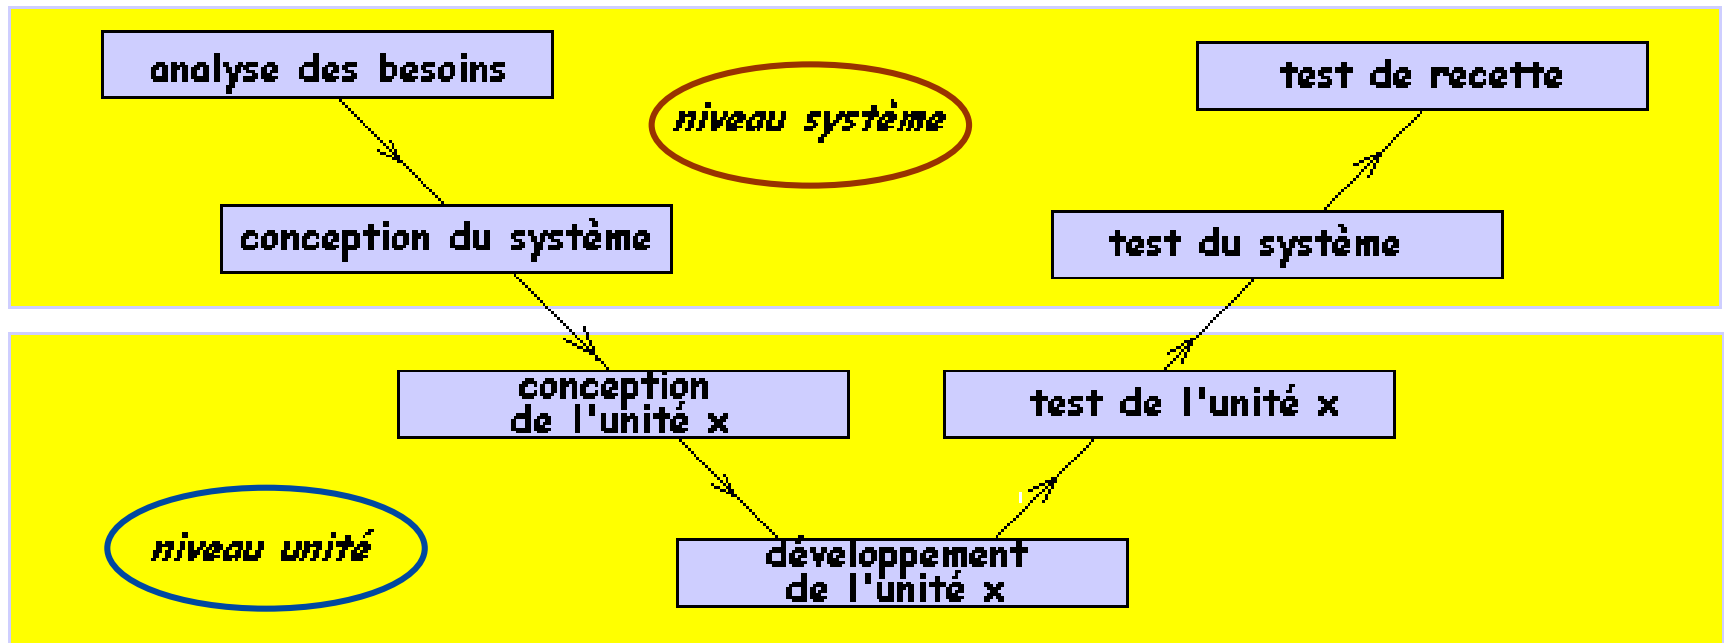 analyse des besoins
test de recette
niveau système
conception du système
test du système
conception
de l'unité x
test de l'unité x
niveau unité
développement
de l'unité x